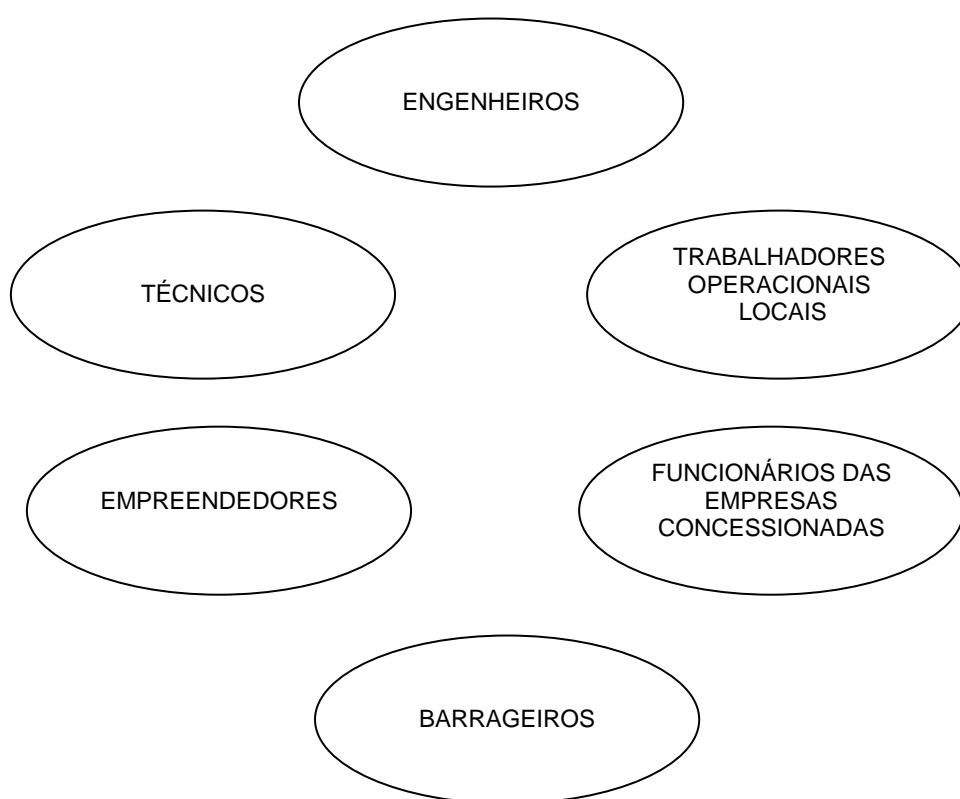 ENGENHEIROS
TÉCNICOS
TRABALHADORES
OPERACIONAIS
LOCAIS
EMPREENDEDORES
FUNCIONÁRIOS DAS
EMPRESAS
CONCESSIONADAS
BARRAGEIROS